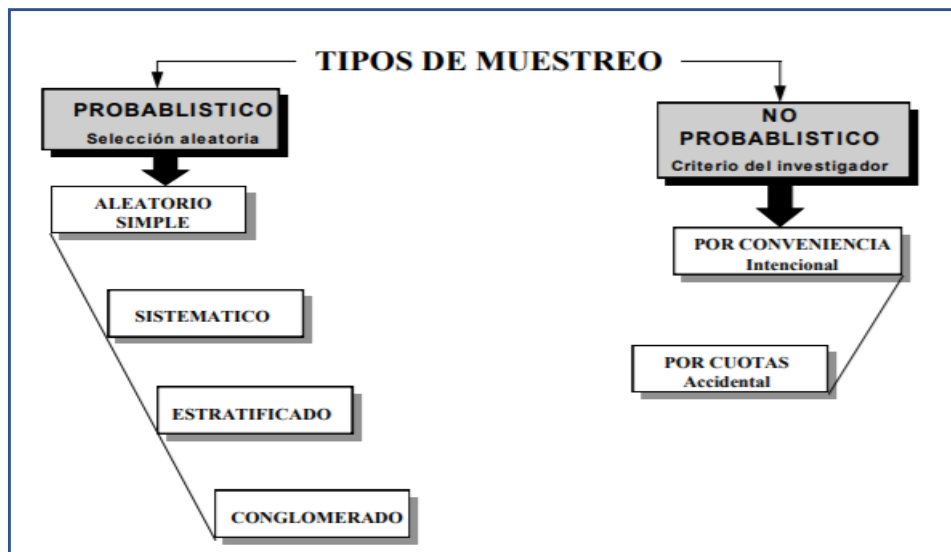 TIPOS DE MUESTREO
PROBABLISTICO
Selección aleatoria
ALEATORIO
SIMPLE
SISTEMATICO
ESTRATIFICADO
CONGLOMERADO
NO
PROBABLISTICO
Criterio del investigador
POR CONVENIENCIA
Intencional
POR CUOTAS
Accidental